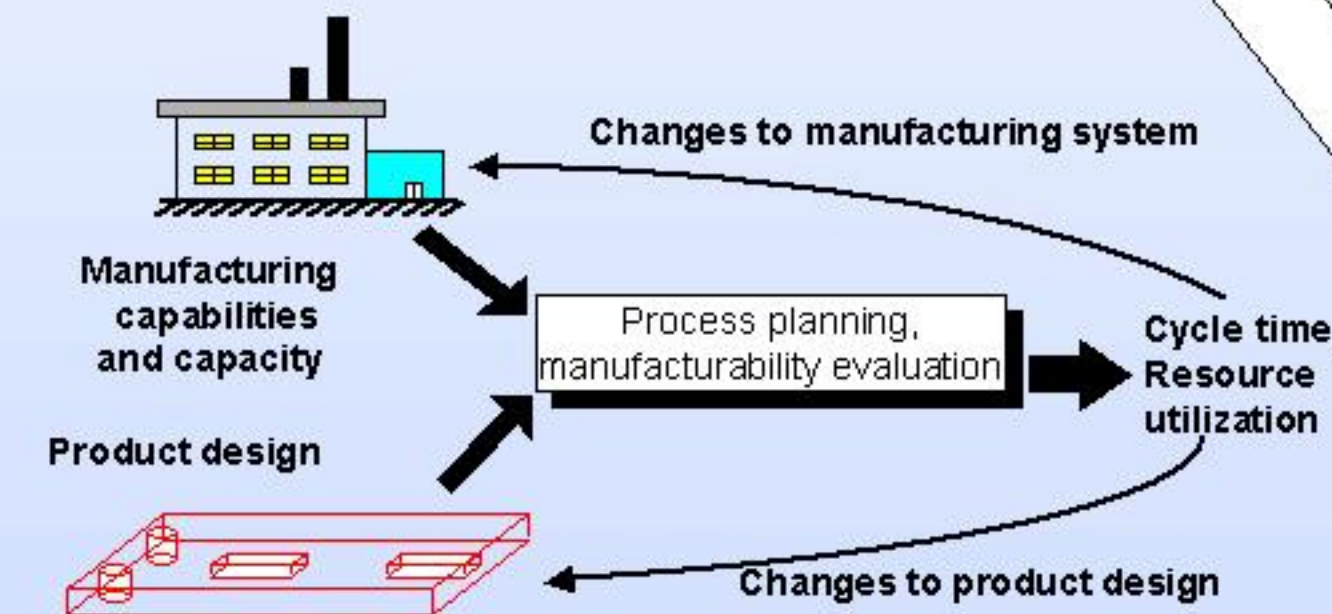 Changes to manufacturing system
Manufacturing
capabilities
and capacity
Process planning,
manufacturability evaluation
Cycle time
Resource
utilization
Product design
Changes to product design